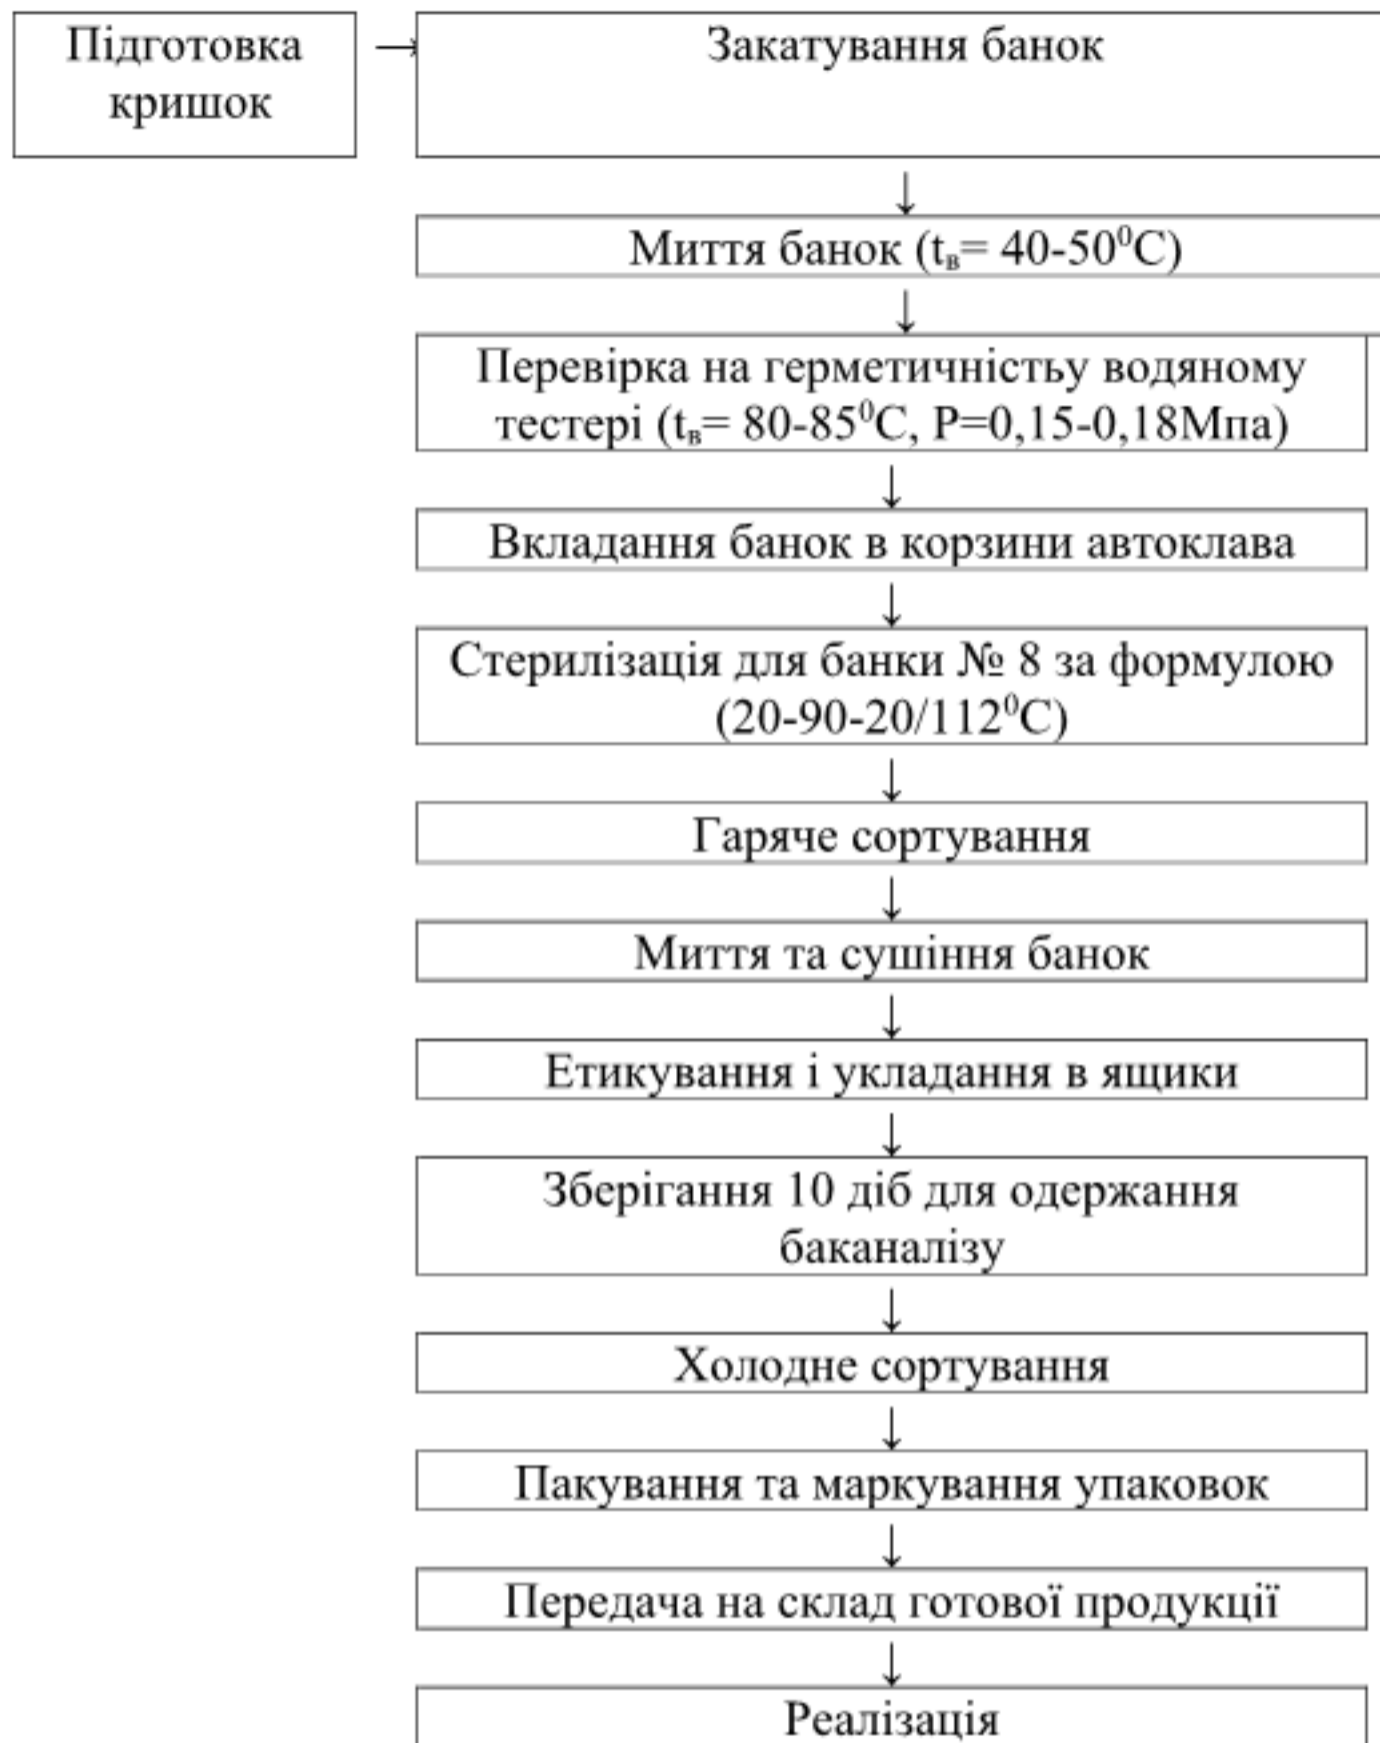 Підготовка
кришок
→
Закатування банок
↓
Миття банок (tв= 40-50⁰С)
↓
Перевірка на герметичністьу водяному
тестері (tв= 80-85⁰С, Р=0,15-0,18Мпа)
↓
Вкладання банок в корзини автоклава
↓
Стерилізація для банки № 8 за формулою
(20-90-20/112⁰С)
↓
Гаряче сортування
↓
Миття та сушіння банок
↓
Етикування і укладання в ящики
↓
Зберігання 10 діб для одержання
баканалізу
↓
Холодне сортування
↓
Пакування та маркування упаковок
↓
Передача на склад готової продукції
↓
Реалізація